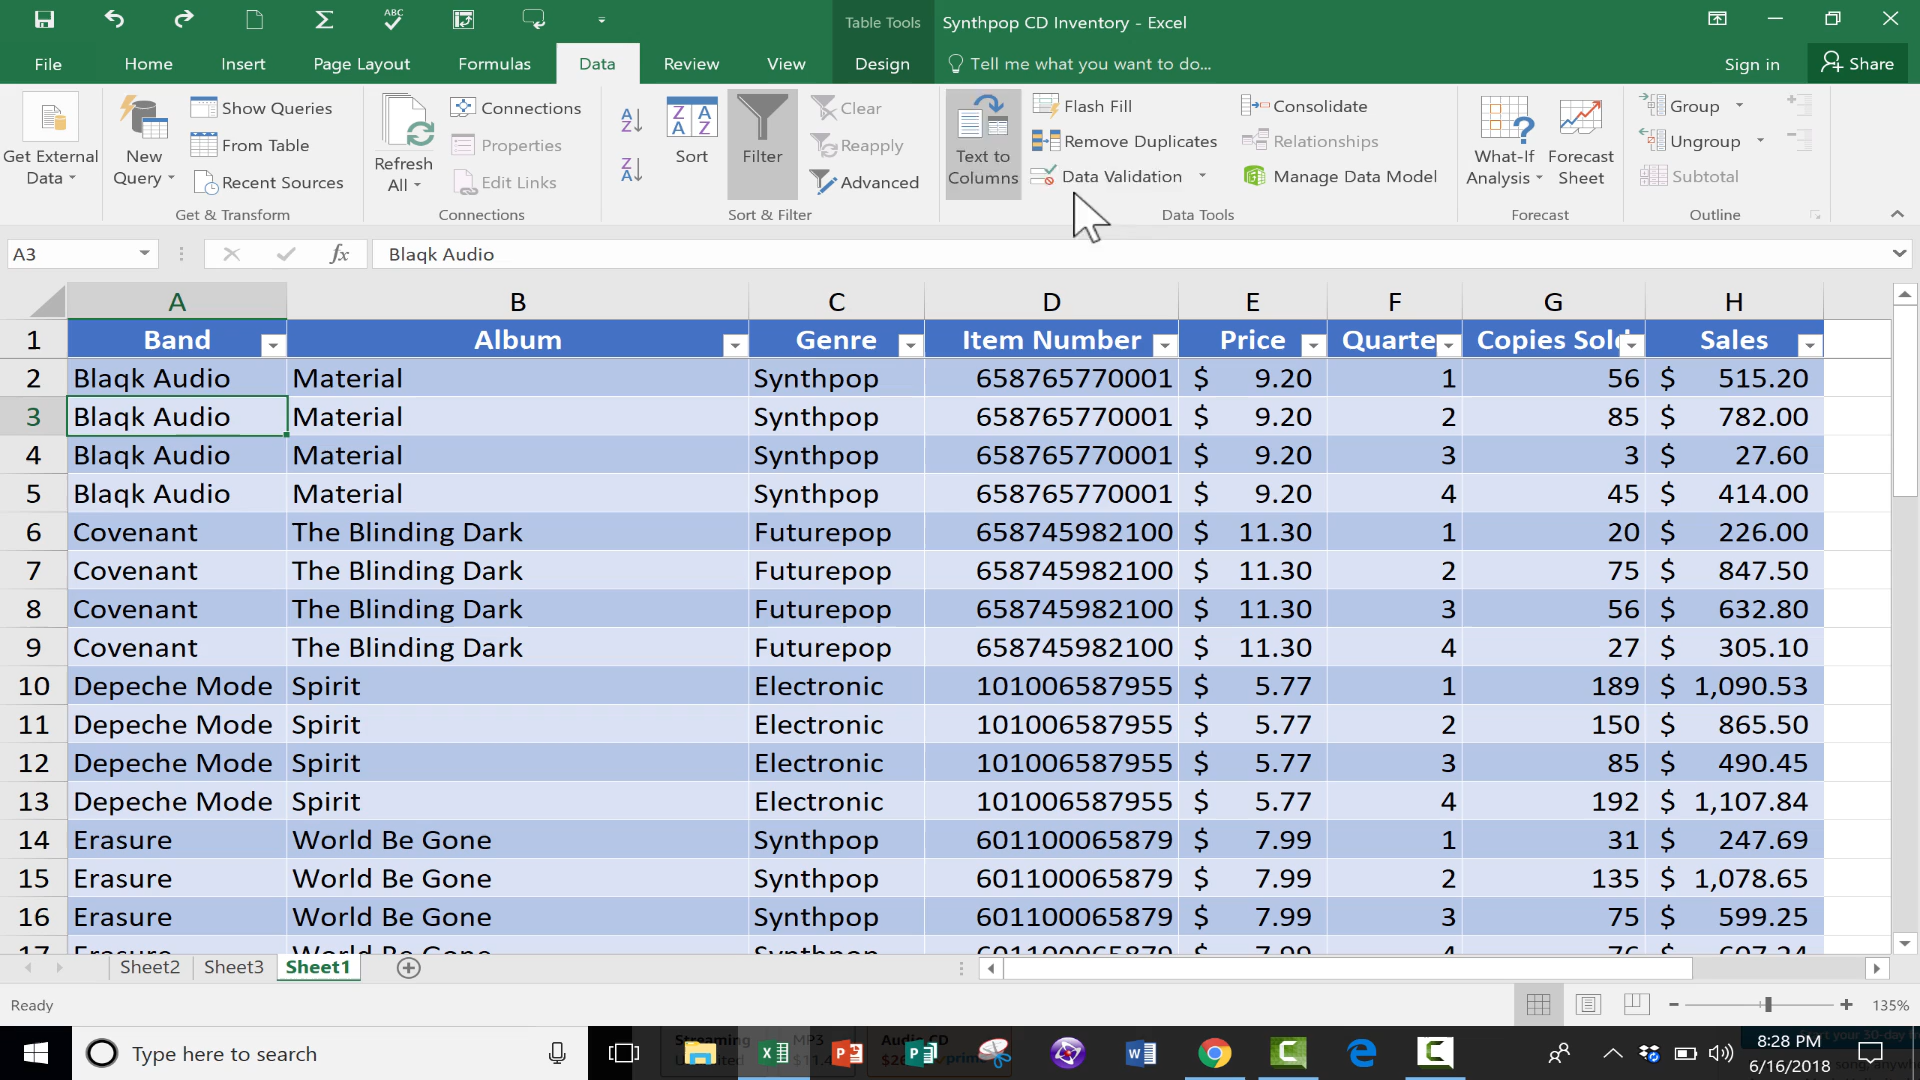 ABC
Table Tools
Synthpop CD Inventory - Excel
File
Home
Insert
Page Layout
Formulas
Data
Review
View
Design
Tell me what you want to do...
Sign in
Share
Get External
Data
New
Query
Show Queries
From Table
Recent Sources
Get & Transform
Refresh
All
Connections
Properties
Edit Links
Connections
A
Z
Z
A
Z A
A Z
Sort
Filter
Clear
Reapply
Advanced
Sort & Filter
Text to
Columns
Flash Fill
Remove Duplicates
Data Validation
Consolidate
Relationships
Manage Data Model
Data Tools
What-If
Analysis
Forecast
Sheet
Forecast
Group
Ungroup
Subtotal
Outline
A3
fx
Blaqk Audio
A B C D E F G H
1 Band Album Genre Item Number Price Quarte Copies Sol Sales
2 Blaqk Audio Material Synthpop 658765770001 $ 9.20 1 56 $ 515.20
3 Blaqk Audio Material Synthpop 658765770001 $ 9.20 2 85 $ 782.00
4 Blaqk Audio Material Synthpop 658765770001 $ 9.20 3 3 $ 27.60
5 Blaqk Audio Material Synthpop 658765770001 $ 9.20 4 45 $ 414.00
6 Covenant The Blinding Dark Futurepop 658745982100 $ 11.30 1 20 $ 226.00
7 Covenant The Blinding Dark Futurepop 658745982100 $ 11.30 2 75 $ 847.50
8 Covenant The Blinding Dark Futurepop 658745982100 $ 11.30 3 56 $ 632.80
9 Covenant The Blinding Dark Futurepop 658745982100 $ 11.30 4 27 $ 305.10
10 Depeche Mode Spirit Electronic 101006587955 $ 5.77 1 189 $ 1,090.53
11 Depeche Mode Spirit Electronic 101006587955 $ 5.77 2 150 $ 865.50
12 Depeche Mode Spirit Electronic 101006587955 $ 5.77 3 85 $ 490.45
13 Depeche Mode Spirit Electronic 101006587955 $ 5.77 4 192 $ 1,107.84
14 Erasure World Be Gone Synthpop 601100065879 $ 7.99 1 31 $ 247.69
15 Erasure World Be Gone Synthpop 601100065879 $ 7.99 2 135 $ 1,078.65
16 Erasure World Be Gone Synthpop 601100065879 $ 7.99 3 75 $ 599.25
17 Erasure World Be Gone Synthpop 601100065879 $ 7.99 4 76 $ 607.24
Sheet2
Sheet3
Sheet1
Ready
135%
Type here to search
Streaming
MP3
Audio CD
8:28 PM
6/16/2018